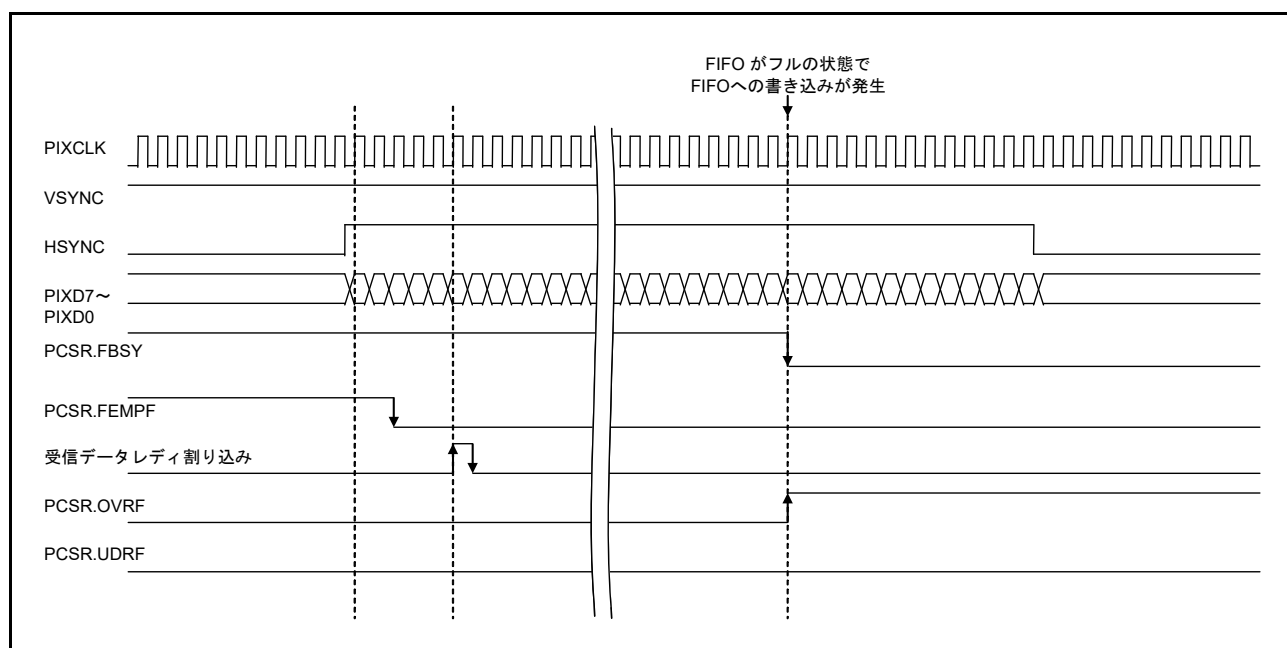 FIFO がフルの状態で
FIFOへの書き込みが発生
PIXCLK
VSYNC
HSYNC
PIXD7～
PIXD0
PCSR.FBSY
PCSR.FEMPF
受信データレディ割り込み
PCSR.OVRF
PCSR.UDRF